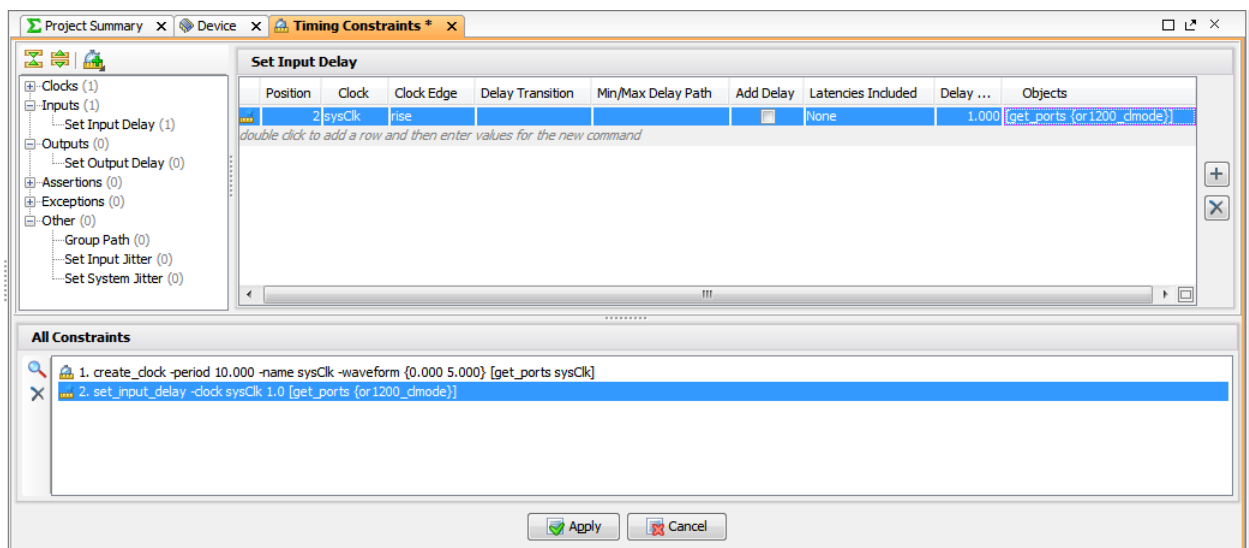 Project Summary Device Timing Constraints *
Set Input Delay
Clocks (1)
Inputs (1)
Set Input Delay (1)
Outputs (0)
Set Output Delay (0)
Assertions (0)
Exceptions (0)
Other (0)
Group Path (0)
Set Input Jitter (0)
Set System Jitter (0)
Position Clock Clock Edge Delay Transition Min/Max Delay Path Add Delay Latencies Included Delay ... Objects
2 sysClk rise None 1.000 [get_ports {or1200_clmode}]
double click to add a row and then enter values for the new command
All Constraints
1. create_clock -period 10.000 -name sysClk -waveform {0.000 5.000} [get_ports sysClk]
2. set_input_delay -clock sysClk 1.0 [get_ports {or1200_clmode}]
Apply Cancel